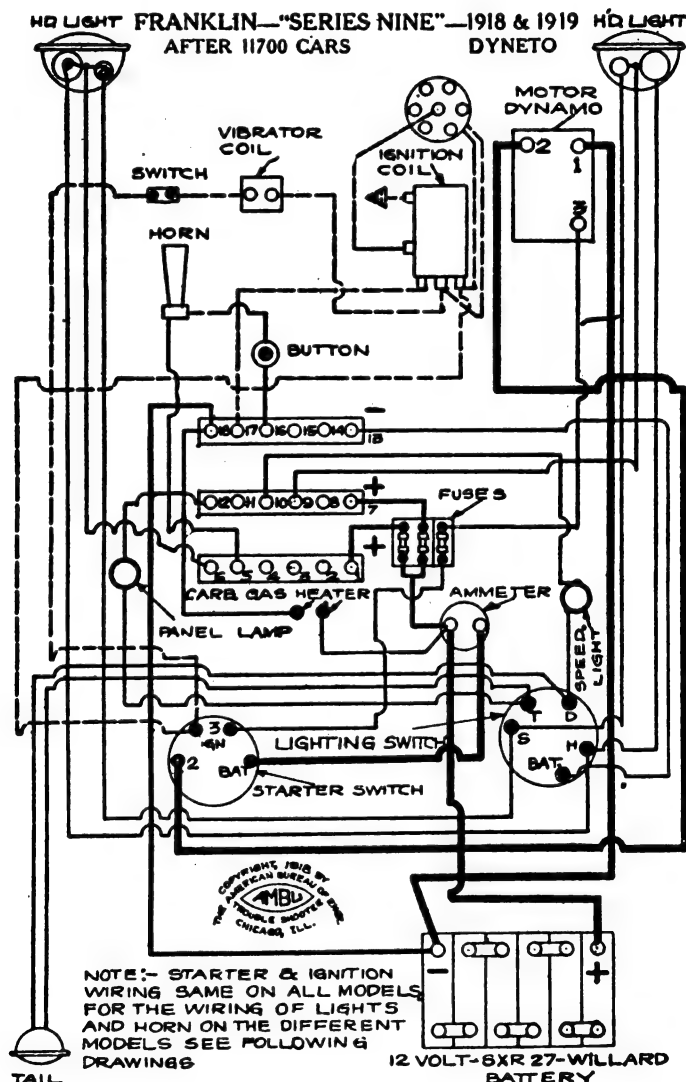 HD LIGHT
FRANKLIN—"SERIES NINE"—1918 & 1919
HD LIGHT
AFTER 11700 CARS
DYNETO
MOTOR
DYNAMO
VIBRATOR
COIL
IGNITION
COIL
SWITCH
2
1
HORN
BUTTON
−
18 17 16 15 14
13
+
12 11 10 9 8
7
FUSES
+
6 5 4 3 2 1
CARB GAS HEATER
AMMETER
PANEL LAMP
SPEED.
LIGHT
T D
3
IGN
LIGHTING SWITCH
S
H
2
BAT
BAT.
STARTER SWITCH
COPYRIGHT, 1918 BY
THE AMERICAN BUREAU OF ENGR.
AMBU
TROUBLE SHOOTER
CHICAGO, ILL.
− +
NOTE:- STARTER & IGNITION
WIRING SAME ON ALL MODELS
FOR THE WIRING OF LIGHTS
AND HORN ON THE DIFFERENT
MODELS SEE FOLLOWING
DRAWINGS
12 VOLT-SXR 27-WILLARD
BATTERY
TAIL